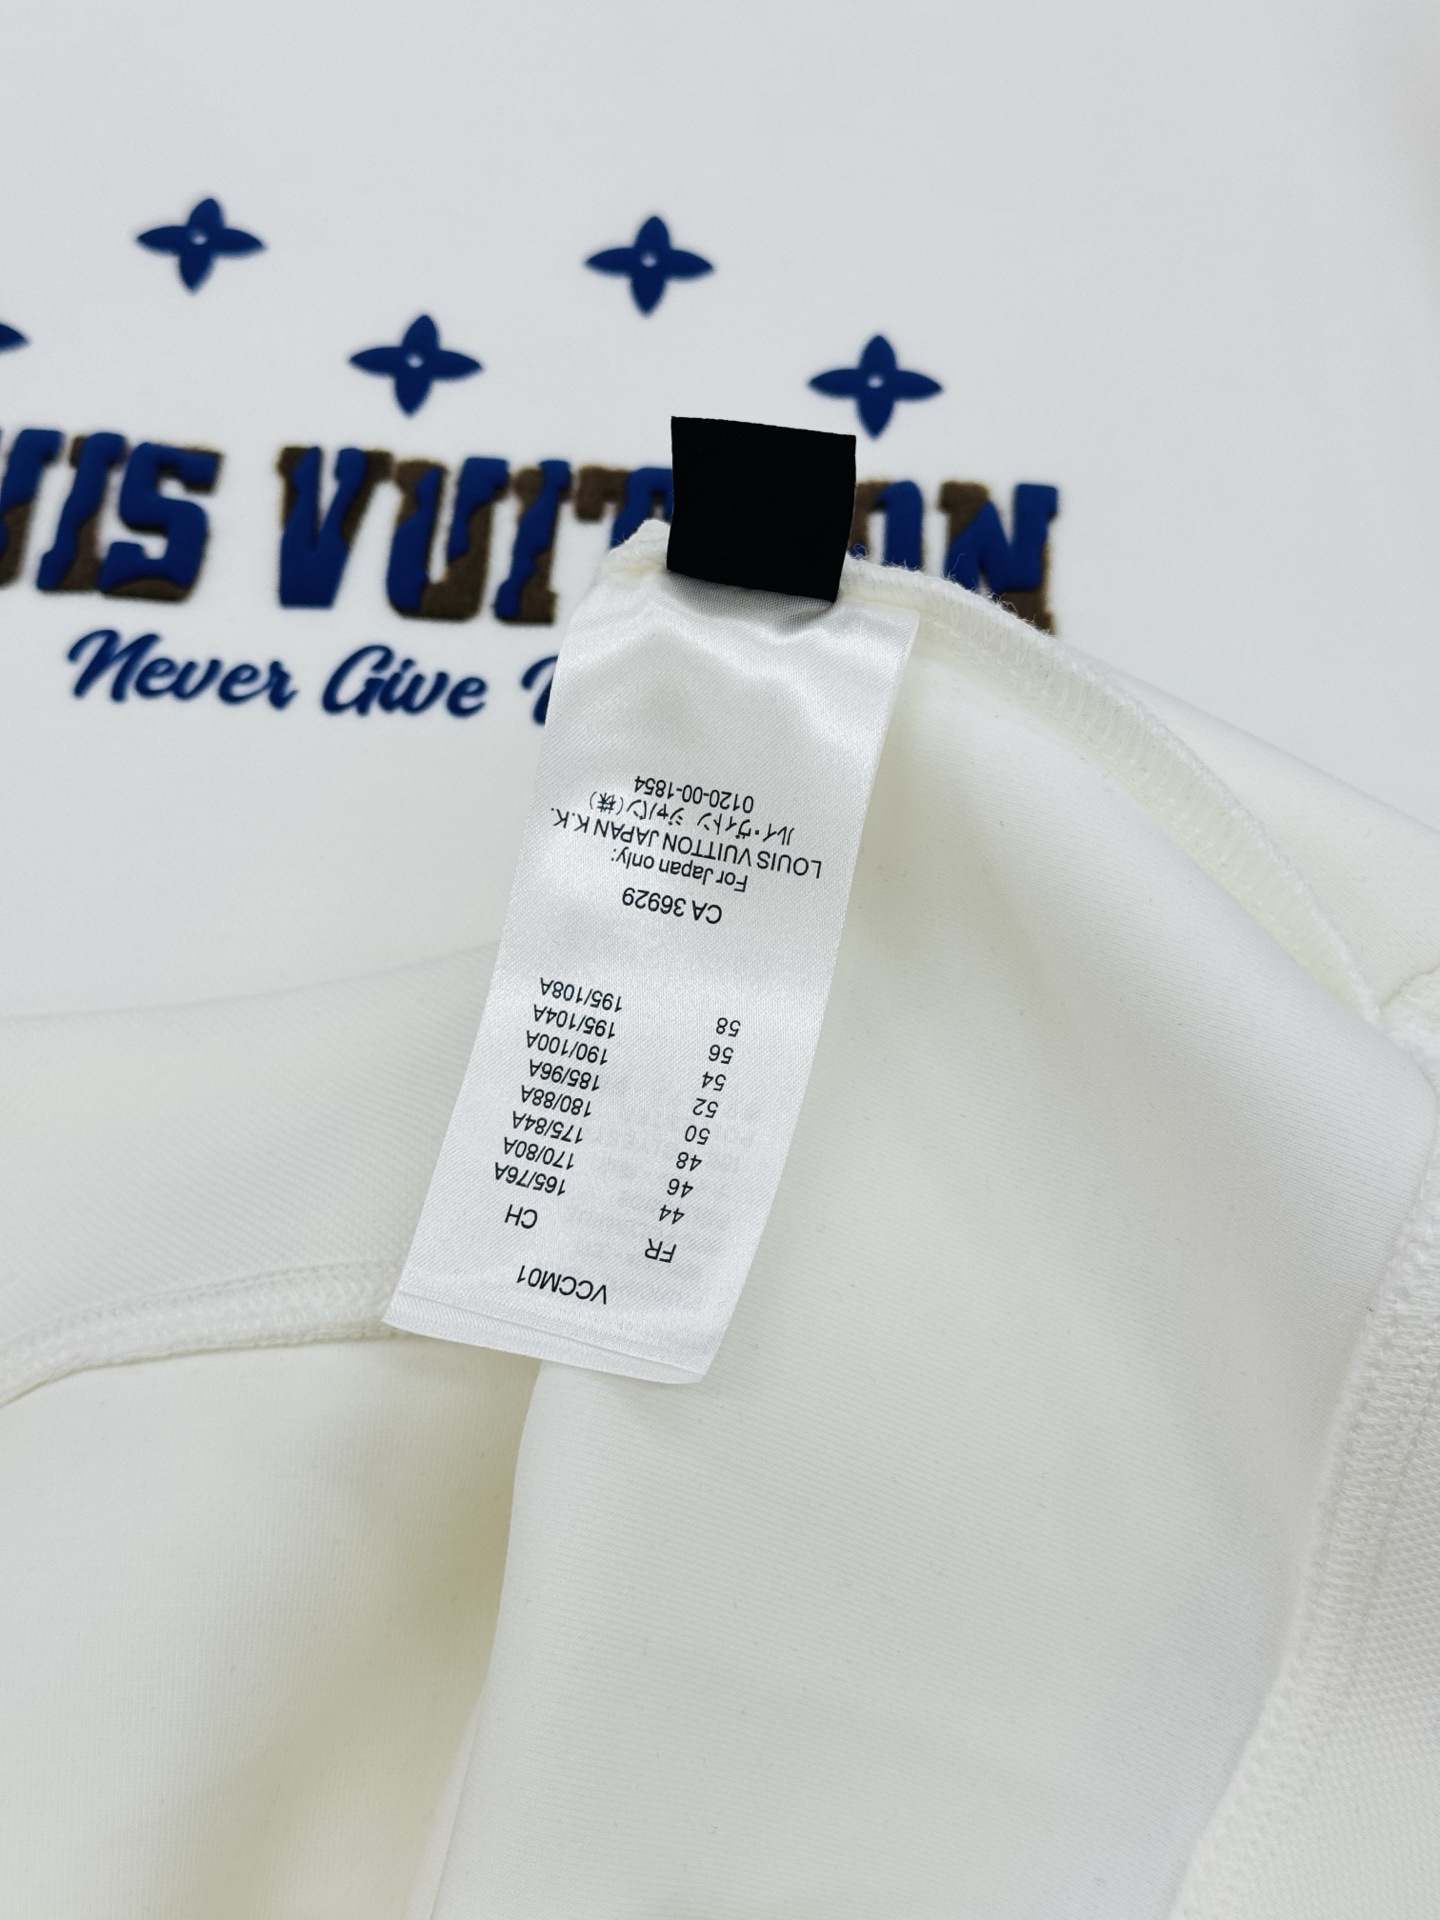 UIS VUIT ON
Never Give
VCCM01
FR CH
44 165/76A
46 170/80A
48 175/84A
50 180/88A
52 185/96A
54 190/100A
56 195/104A
58 195/108A
CA 36929
For Japan only:
LOUIS VUITTON JAPAN K.K.
ルイ・ヴィトン ジャパン(株)
0120-00-1854